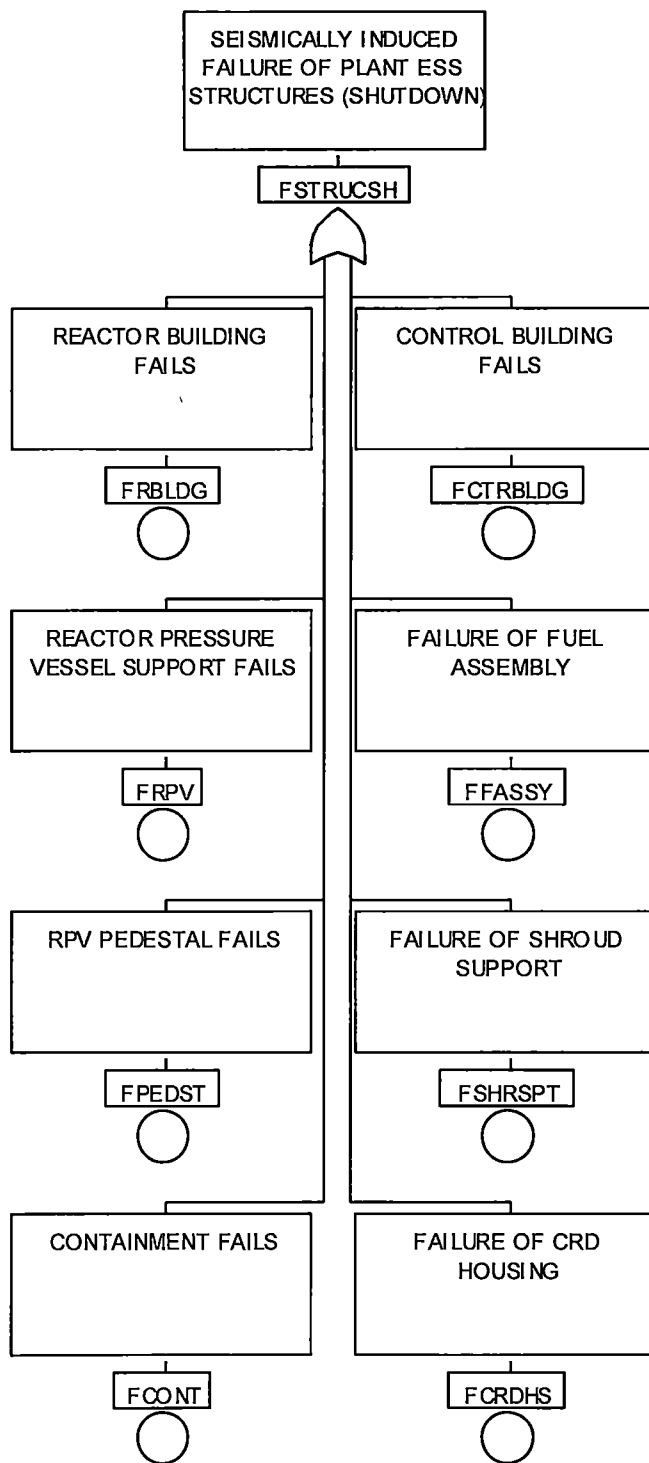 SEISMICALLY INDUCED
FAILURE OF PLANT ESS
STRUCTURES (SHUTDOWN)
FSTRUCSH
REACTOR BUILDING
FAILS
FRBLDG
CONTROL BUILDING
FAILS
FCTRBLDG
REACTOR PRESSURE
VESSEL SUPPORT FAILS
FRPV
FAILURE OF FUEL
ASSEMBLY
FFASSY
RPV PEDESTAL FAILS
FPEDST
FAILURE OF SHROUD
SUPPORT
FSHRSPT
CONTAINMENT FAILS
FCONT
FAILURE OF CRD
HOUSING
FCRDHS